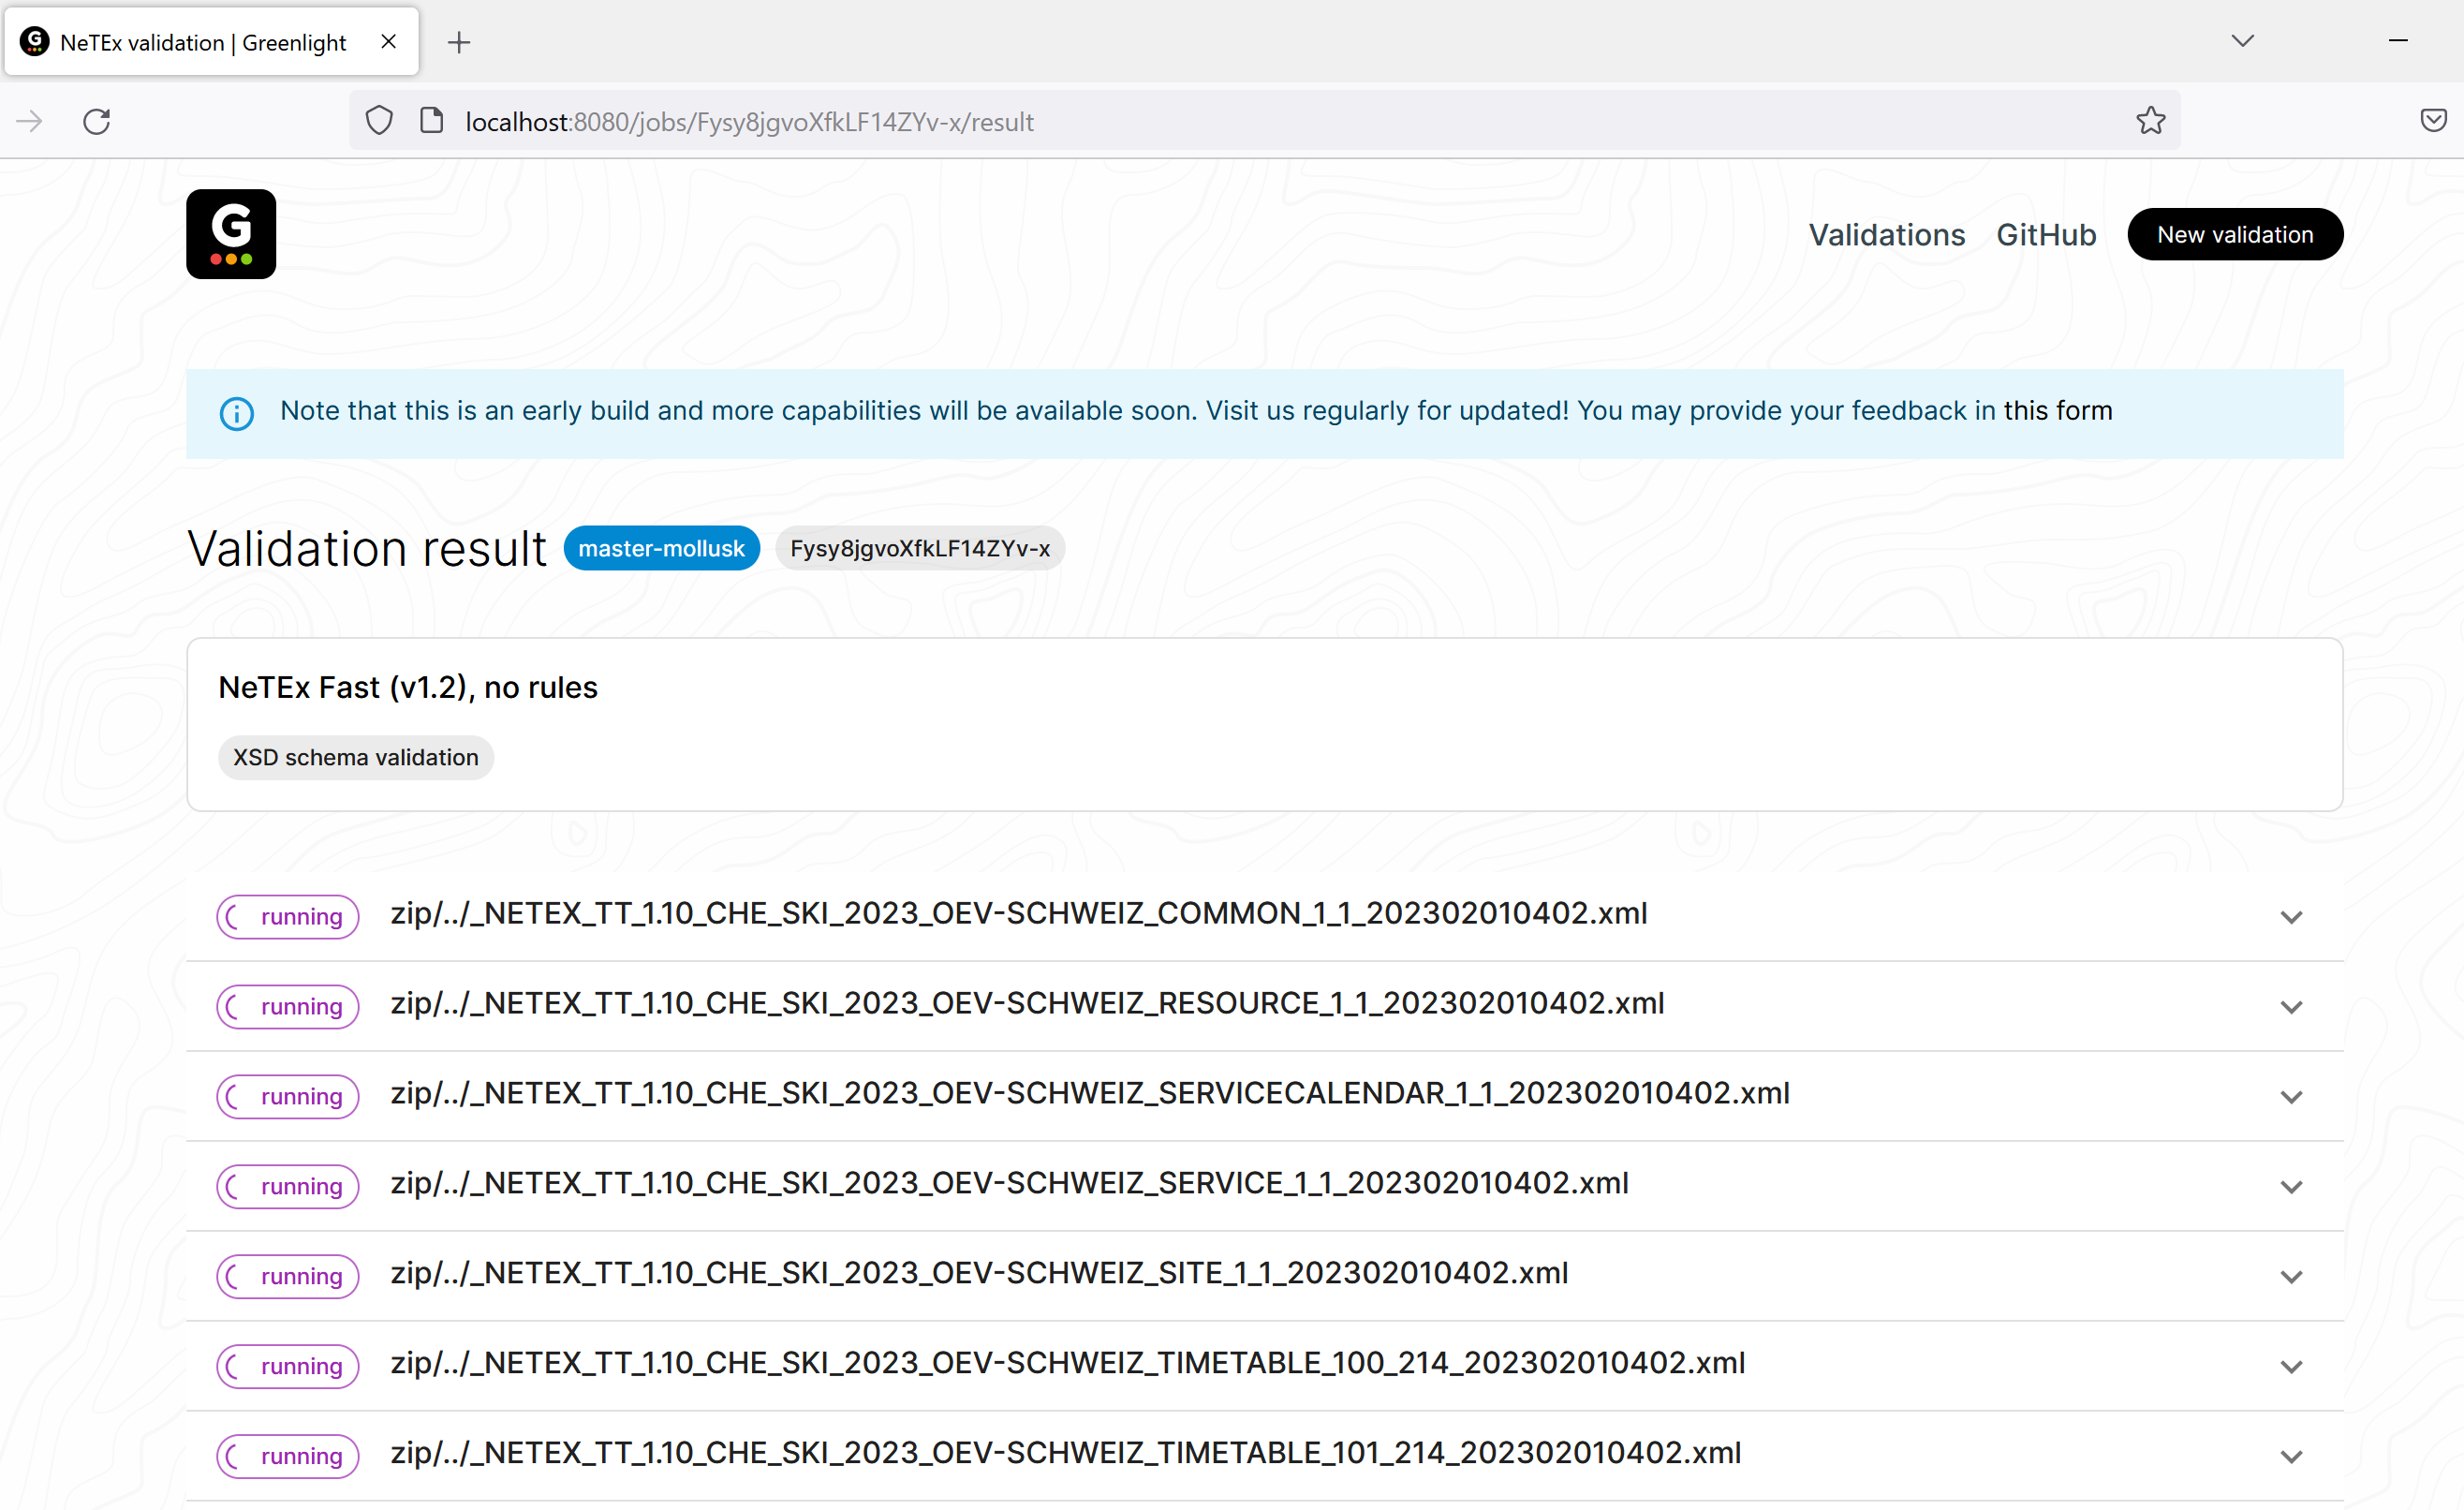 NeTEx validation | Greenlight
localhost:8080/jobs/Fysy8jgvoXfkLF14ZYv-x/result
G
Validations GitHub New validation
Note that this is an early build and more capabilities will be available soon. Visit us regularly for updated! You may provide your feedback in this form
Validation result master-mollusk Fysy8jgvoXfkLF14ZYv-x
NeTEx Fast (v1.2), no rules
XSD schema validation
running zip/../_NETEX_TT_1.10_CHE_SKI_2023_OEV-SCHWEIZ_COMMON_1_1_202302010402.xml
running zip/../_NETEX_TT_1.10_CHE_SKI_2023_OEV-SCHWEIZ_RESOURCE_1_1_202302010402.xml
running zip/../_NETEX_TT_1.10_CHE_SKI_2023_OEV-SCHWEIZ_SERVICECALENDAR_1_1_202302010402.xml
running zip/../_NETEX_TT_1.10_CHE_SKI_2023_OEV-SCHWEIZ_SERVICE_1_1_202302010402.xml
running zip/../_NETEX_TT_1.10_CHE_SKI_2023_OEV-SCHWEIZ_SITE_1_1_202302010402.xml
running zip/../_NETEX_TT_1.10_CHE_SKI_2023_OEV-SCHWEIZ_TIMETABLE_100_214_202302010402.xml
running zip/../_NETEX_TT_1.10_CHE_SKI_2023_OEV-SCHWEIZ_TIMETABLE_101_214_202302010402.xml